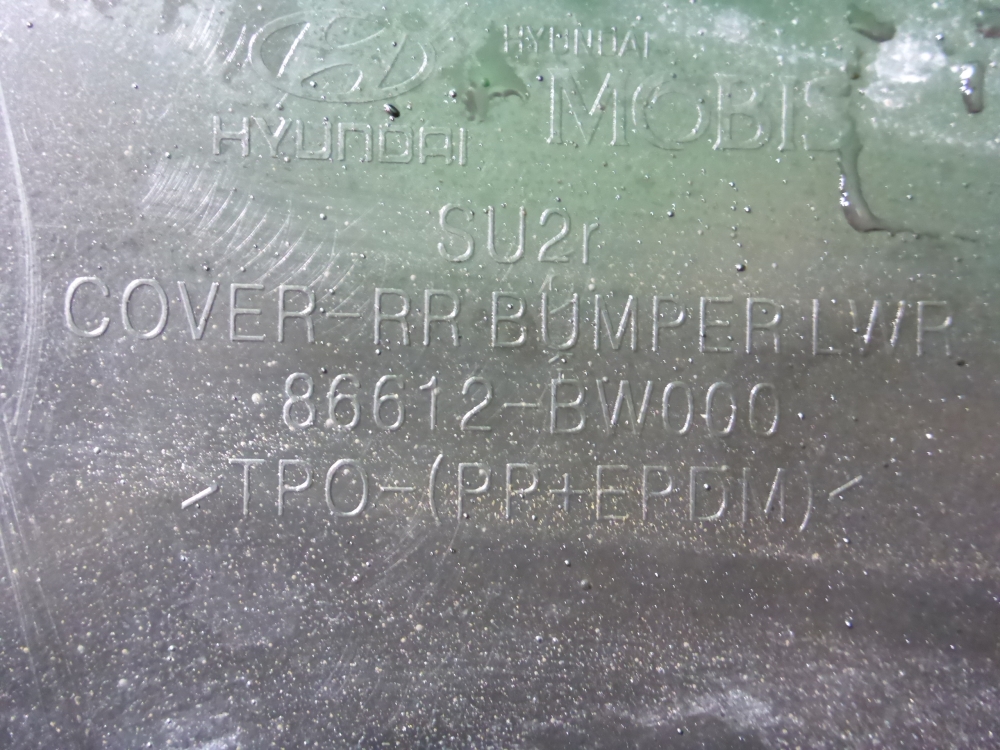 HYUNDAI
HYUNDAI
MOBIS
SU2r
COVER-RR BUMPER LWR
86612-BW000
>TPO-(PP+EPDM)<